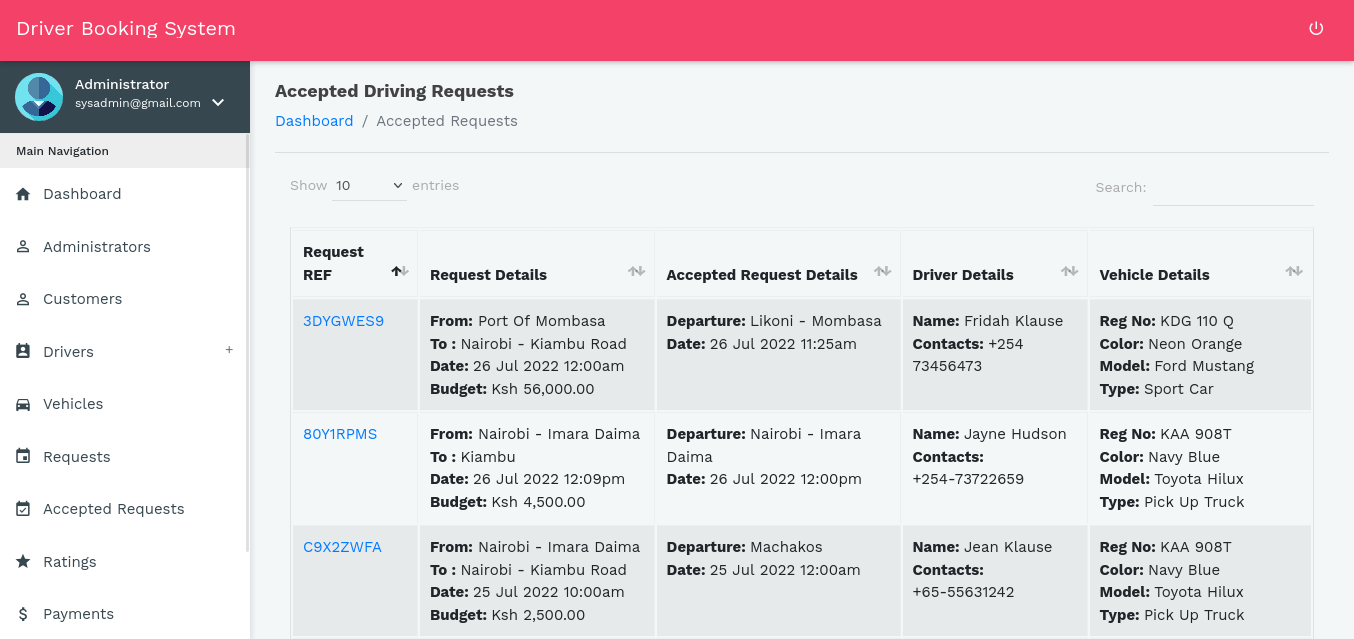 Driver Booking System
Administrator
sysadmin@gmail.com
Main Navigation
Dashboard
Administrators
Customers
Drivers +
Vehicles
Requests
Accepted Requests
Ratings
Payments
Accepted Driving Requests
Dashboard / Accepted Requests
Show 10 entries
Search:
Request REF
Request Details
Accepted Request Details
Driver Details
Vehicle Details
3DYGWES9
From: Port Of Mombasa
To : Nairobi - Kiambu Road
Date: 26 Jul 2022 12:00am
Budget: Ksh 56,000.00
Departure: Likoni - Mombasa
Date: 26 Jul 2022 11:25am
Name: Fridah Klause
Contacts: +254
73456473
Reg No: KDG 110 Q
Color: Neon Orange
Model: Ford Mustang
Type: Sport Car
80Y1RPMS
From: Nairobi - Imara Daima
To : Kiambu
Date: 26 Jul 2022 12:09pm
Budget: Ksh 4,500.00
Departure: Nairobi - Imara
Daima
Date: 26 Jul 2022 12:00pm
Name: Jayne Hudson
Contacts:
+254-73722659
Reg No: KAA 908T
Color: Navy Blue
Model: Toyota Hilux
Type: Pick Up Truck
C9X2ZWFA
From: Nairobi - Imara Daima
To : Nairobi - Kiambu Road
Date: 25 Jul 2022 10:00am
Budget: Ksh 2,500.00
Departure: Machakos
Date: 25 Jul 2022 12:00am
Name: Jean Klause
Contacts:
+65-55631242
Reg No: KAA 908T
Color: Navy Blue
Model: Toyota Hilux
Type: Pick Up Truck